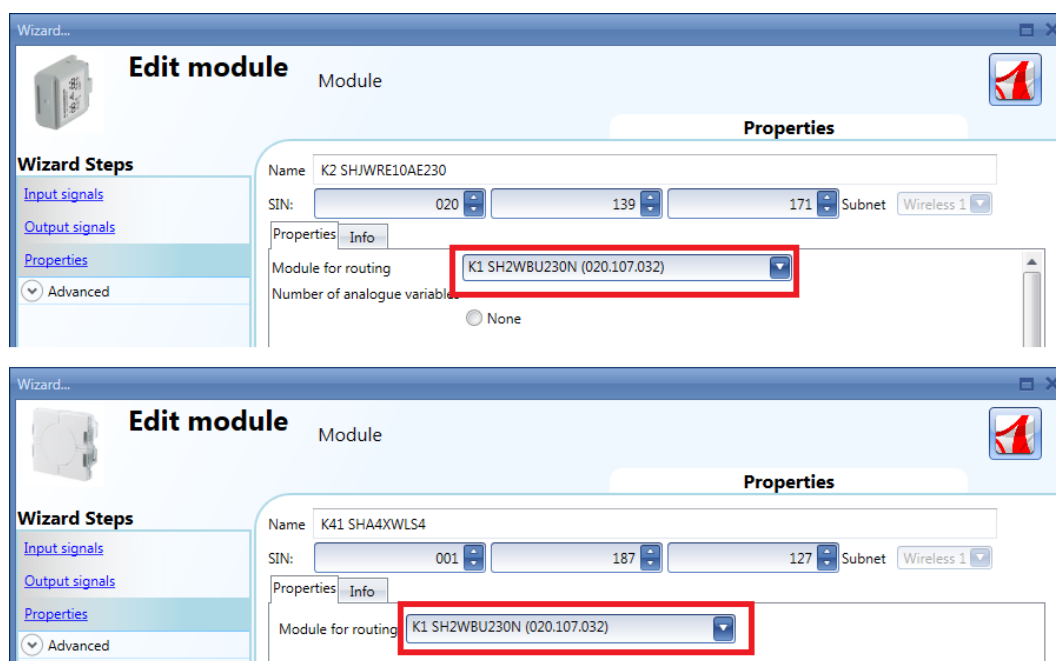 Wizard...
Edit module
Module
Properties
Wizard Steps
Input signals
Output signals
Properties
Advanced
Name K2 SHJWRE10AE230
SIN: 020 139 171 Subnet Wireless 1
Properties Info
Module for routing K1 SH2WBU230N (020.107.032)
Number of analogue variables
None
Wizard...
Edit module
Module
Properties
Wizard Steps
Input signals
Output signals
Properties
Advanced
Name K41 SHA4XWLS4
SIN: 001 187 127 Subnet Wireless 1
Properties Info
Module for routing K1 SH2WBU230N (020.107.032)